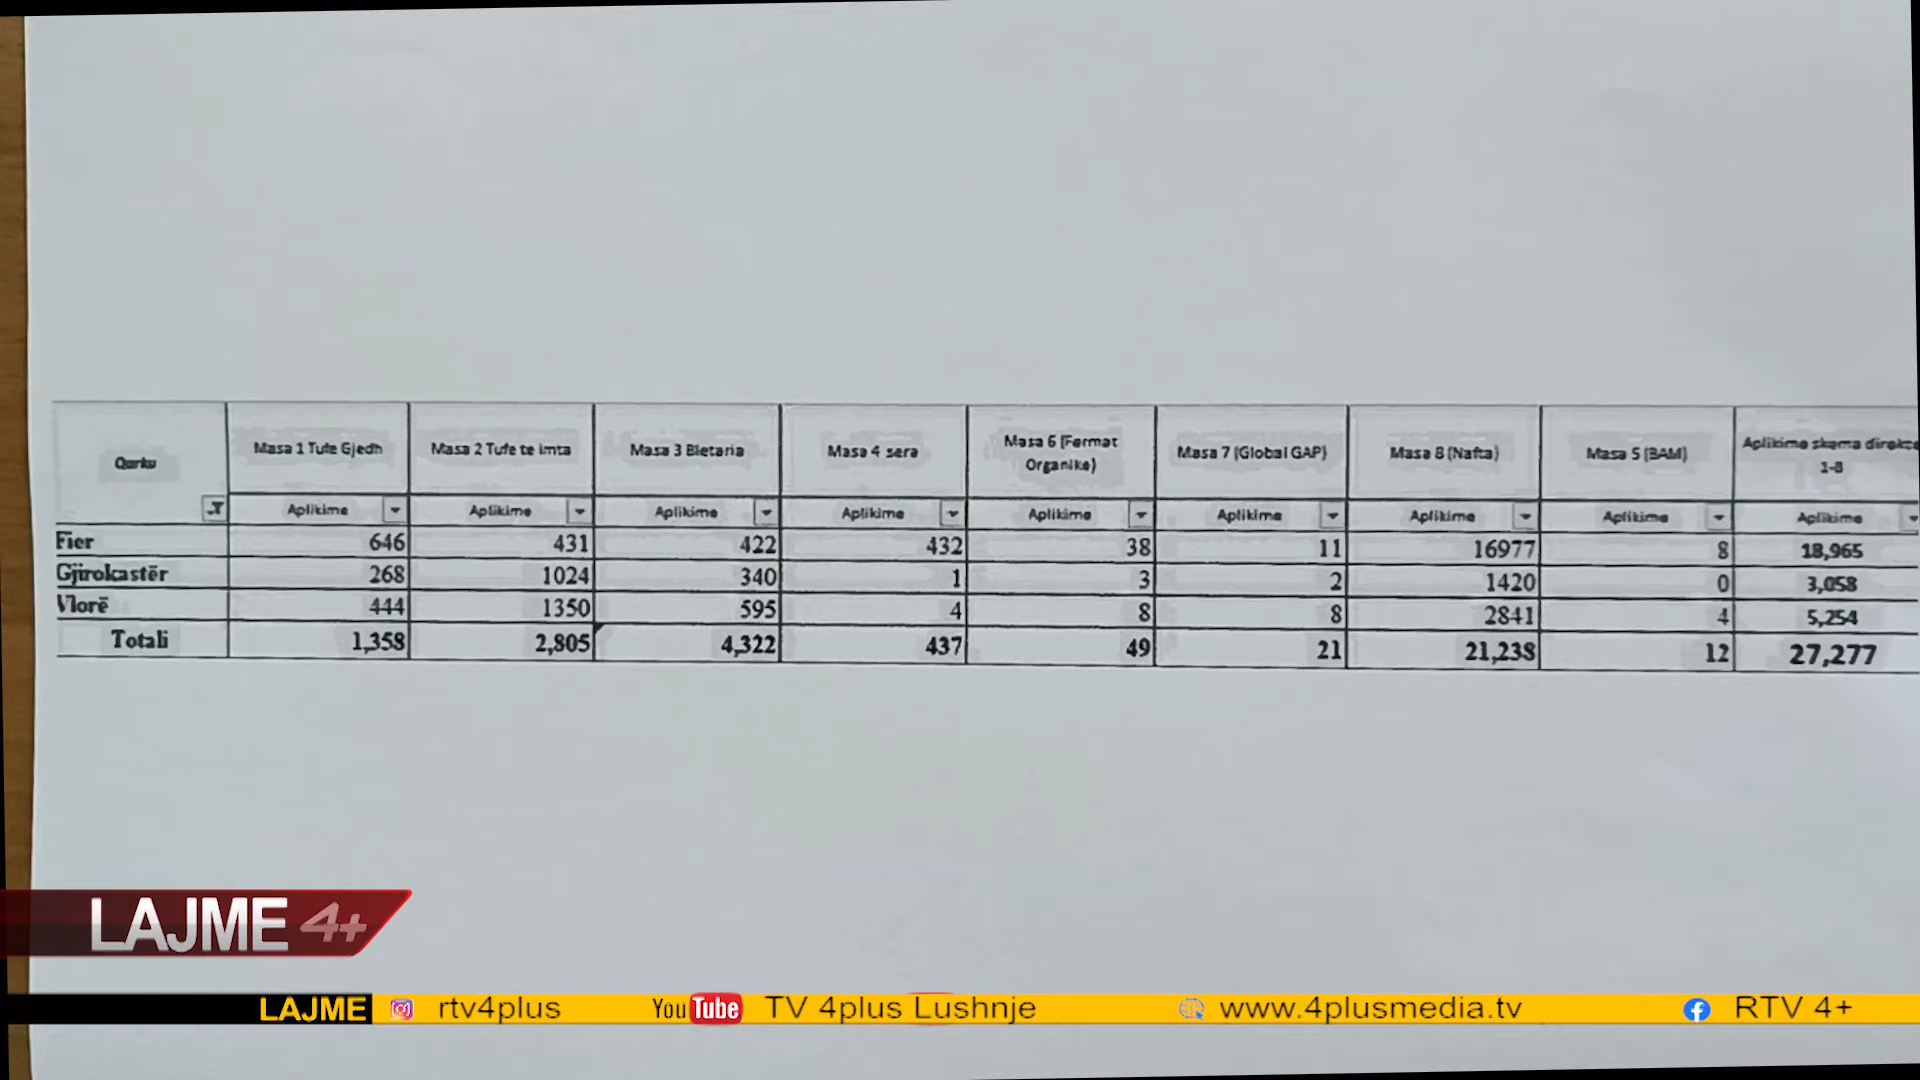 Qarku Masa 1 Tufe Gjedh Masa 2 Tufe te imta Masa 3 Bletaria Masa 4 sera Masa 6 (Fermat Organike) Masa 7 (Global GAP) Masa 8 (Nafta) Masa 5 (BAM) Aplikime skema direkte 1-8
Aplikime Aplikime Aplikime Aplikime Aplikime Aplikime Aplikime Aplikime Aplikime
Fier 646 431 422 432 38 11 16977 8 18,965
Gjirokastër 268 1024 340 1 3 2 1420 0 3,058
Vlorë 444 1350 595 4 8 8 2841 4 5,254
Totali 1,358 2,805 4,322 437 49 21 21,238 12 27,277
LAJME 4+
LAJME rtv4plus YouTube TV 4plus Lushnje www.4plusmedia.tv RTV 4+